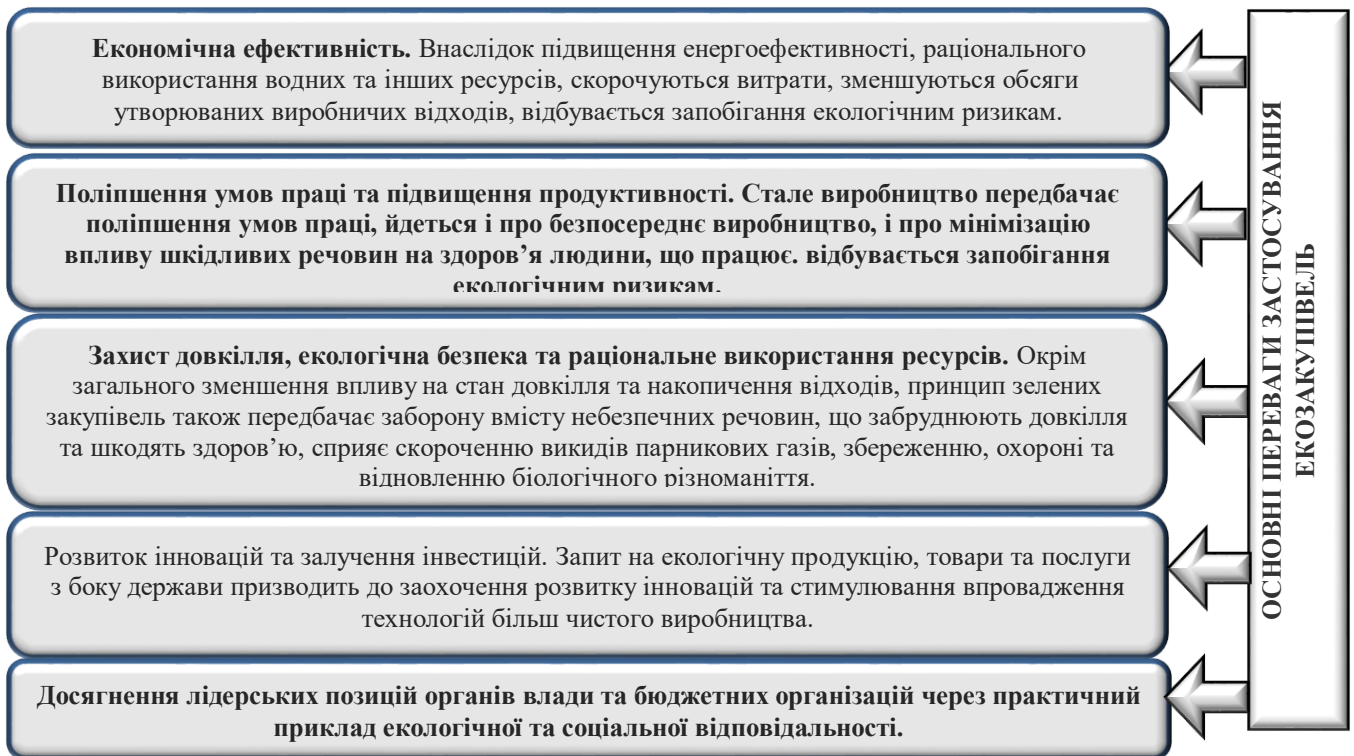 Економічна ефективність. Внаслідок підвищення енергоефективності, раціонального
використання водних та інших ресурсів, скорочуються витрати, зменшуються обсяги
утворюваних виробничих відходів, відбувається запобігання екологічним ризикам.
Поліпшення умов праці та підвищення продуктивності. Стале виробництво передбачає
поліпшення умов праці, йдеться і про безпосереднє виробництво, і про мінімізацію
впливу шкідливих речовин на здоров’я людини, що працює. відбувається запобігання
екологічним ризикам.
Захист довкілля, екологічна безпека та раціональне використання ресурсів. Окрім
загального зменшення впливу на стан довкілля та накопичення відходів, принцип зелених
закупівель також передбачає заборону вмісту небезпечних речовин, що забруднюють довкілля
та шкодять здоров’ю, сприяє скороченню викидів парникових газів, збереженню, охороні та
відновленню біологічного різноманіття.
Розвиток інновацій та залучення інвестицій. Запит на екологічну продукцію, товари та послуги
з боку держави призводить до заохочення розвитку інновацій та стимулювання впровадження
технологій більш чистого виробництва.
Досягнення лідерських позицій органів влади та бюджетних організацій через практичний
приклад екологічної та соціальної відповідальності.
ОСНОВНІ ПЕРЕВАГИ ЗАСТОСУВАННЯ
ЕКОЗАКУПІВЕЛЬ